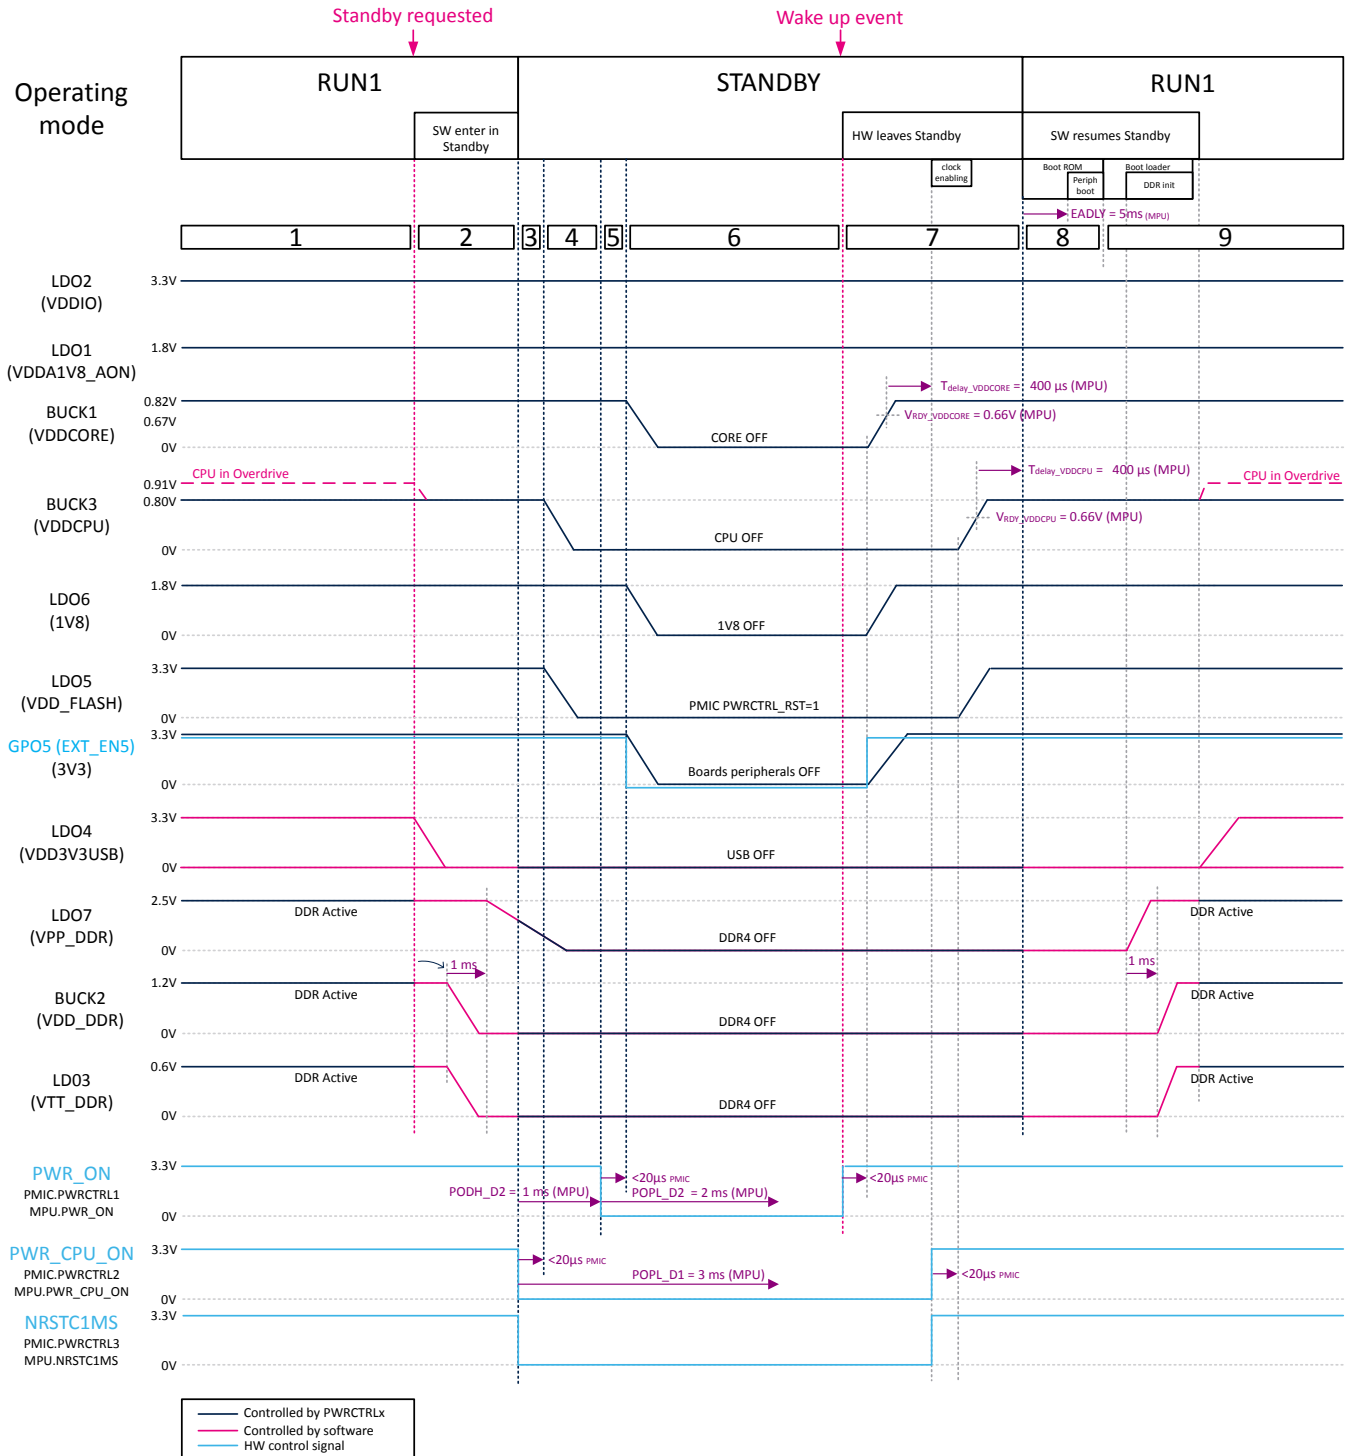 Standby requested
Wake up event
Operating
mode
RUN1
STANDBY
RUN1
SW enter in
Standby
HW leaves Standby
SW resumes Standby
clock
enabling
Boot ROM
Boot loader
Periph
boot
DDR init
EADLY = 5ms (MPU)
1
2
3
4
5
6
7
8
9
LDO2
(VDDIO)
3.3V
LDO1
(VDDA1V8_AON)
1.8V
Tdelay_VDDCORE = 400 µs (MPU)
BUCK1
(VDDCORE)
0.82V
0.67V
0V
VRDY_VDDCORE = 0.66V (MPU)
CORE OFF
CPU in Overdrive
Tdelay_VDDCPU = 400 µs (MPU)
CPU in Overdrive
BUCK3
(VDDCPU)
0.91V
0.80V
0V
VRDY_VDDCPU = 0.66V (MPU)
CPU OFF
LDO6
(1V8)
1.8V
0V
1V8 OFF
LDO5
(VDD_FLASH)
3.3V
0V
PMIC PWRCTRL_RST=1
GPO5 (EXT_EN5)
(3V3)
3.3V
0V
Boards peripherals OFF
LDO4
(VDD3V3USB)
3.3V
0V
USB OFF
LDO7
(VPP_DDR)
2.5V
0V
DDR Active
DDR4 OFF
DDR Active
1 ms
1 ms
BUCK2
(VDD_DDR)
1.2V
0V
DDR Active
DDR4 OFF
DDR Active
LD03
(VTT_DDR)
0.6V
0V
DDR Active
DDR4 OFF
DDR Active
PWR_ON
PMIC.PWRCTRL1
MPU.PWR_ON
3.3V
0V
<20µs PMIC
<20µs PMIC
PODH_D2 = 1 ms (MPU)
POPL_D2 = 2 ms (MPU)
PWR_CPU_ON
PMIC.PWRCTRL2
MPU.PWR_CPU_ON
3.3V
0V
<20µs PMIC
<20µs PMIC
POPL_D1 = 3 ms (MPU)
NRSTC1MS
PMIC.PWRCTRL3
MPU.NRSTC1MS
3.3V
0V
Controlled by PWRCTRLx
Controlled by software
HW control signal